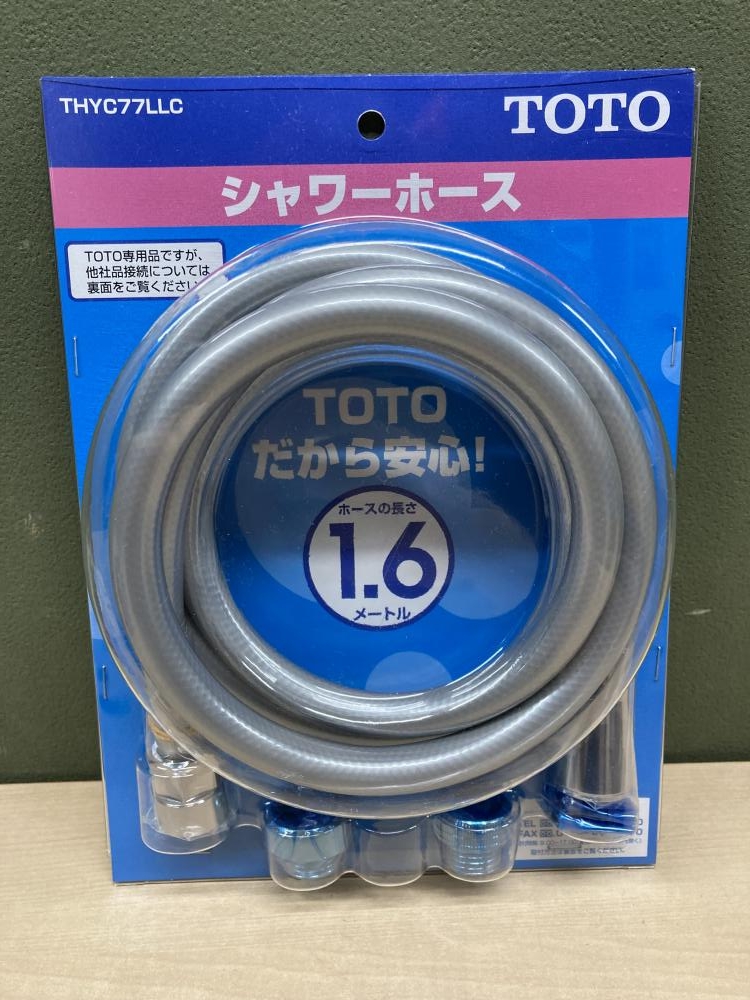 THYC77LLC
TOTO
シャワーホース
TOTO専用品ですが、
他社品接続については
裏面をご覧ください
TOTO
だから安心!
ホースの長さ
1.6
メートル
TEL
FAX